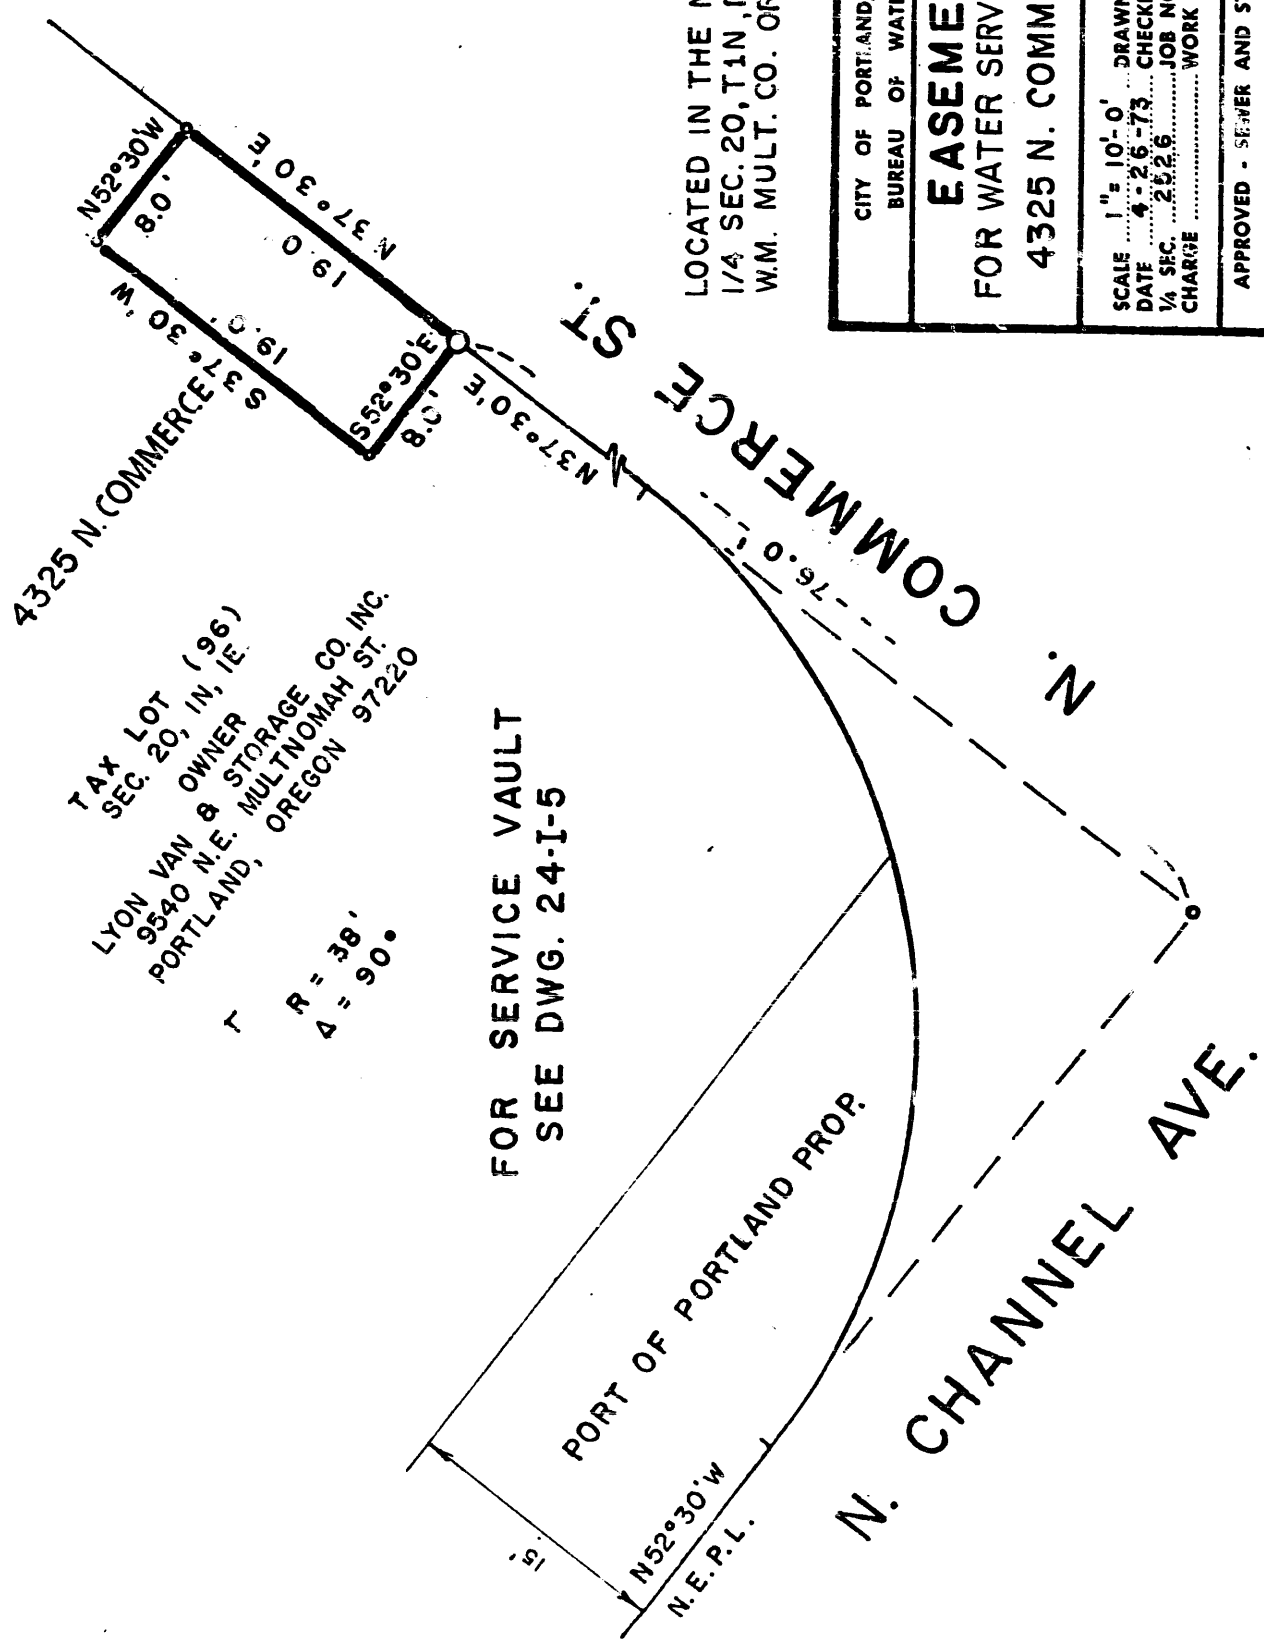 N52°30'W
8.0'
N 37° 30' E
19.0'
S 37° 30' W
19.0'
S52°30'E
8.0'
N37°30'E
4325 N. COMMERCE
TAX LOT (96)
SEC. 20, 1N, 1E.
OWNER
LYON VAN & STORAGE CO. INC.
9540 N.E. MULTNOMAH ST.
PORTLAND, OREGON 97220
R = 38'
Δ = 90°
FOR SERVICE VAULT
SEE DWG. 24-I-5
76.0'
N. COMMERCE ST.
PORT OF PORTLAND PROP.
15'
N52°30'W
N.E.P.L.
N. CHANNEL AVE.
LOCATED IN THE
1/4 SEC. 20, T1N,
W.M. MULT. CO.
CITY OF PORTLAND,
BUREAU OF
EASEME
FOR WATER SERV
4325 N. COMM
SCALE 1" = 10'-0" DRAWN
DATE 4-26-73
1/4 SEC. 2526 JOB
CHARGE WORK
APPROVED - SEWER AND